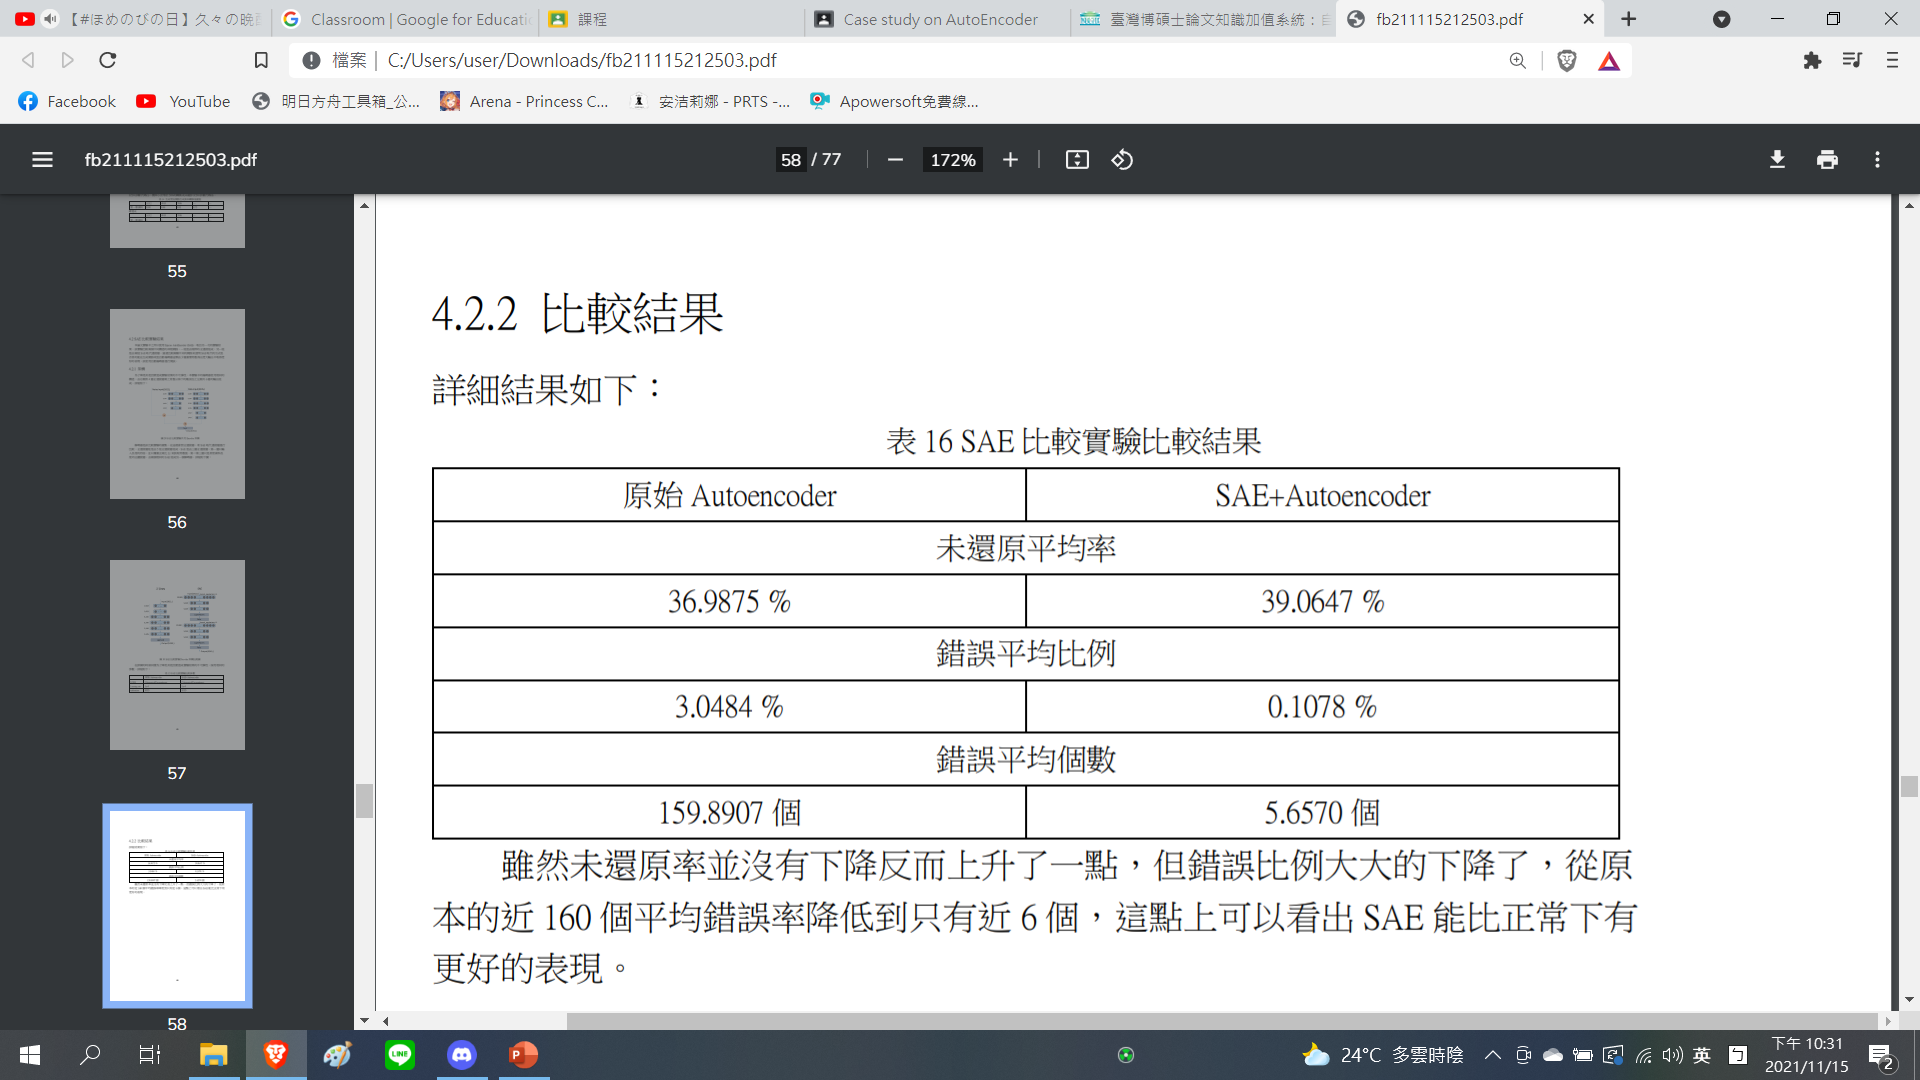 【#ほめのびの日】久々の晩
Classroom | Google for Educati
課程
Case study on AutoEncoder
臺灣博碩士論文知識加值系統：
fb211115212503.pdf
檔案 | C:/Users/user/Downloads/fb211115212503.pdf
Facebook
YouTube
明日方舟工具箱_公...
Arena - Princess C...
安洁莉娜 - PRTS -...
Apowersoft免費線...
fb211115212503.pdf
58 / 77
172%
55
56
57
58
4.2.2 比較結果
詳細結果如下：
表 16 SAE 比較實驗比較結果
原始 Autoencoder SAE+Autoencoder
未還原平均率
36.9875 % 39.0647 %
錯誤平均比例
3.0484 % 0.1078 %
錯誤平均個數
159.8907 個 5.6570 個
雖然未還原率並沒有下降反而上升了一點，但錯誤比例大大的下降了，從原
本的近 160 個平均錯誤率降低到只有近 6 個，這點上可以看出 SAE 能比正常下有
更好的表現。
LINE
24°C 多雲時陰
英
下午 10:31
2021/11/15
2